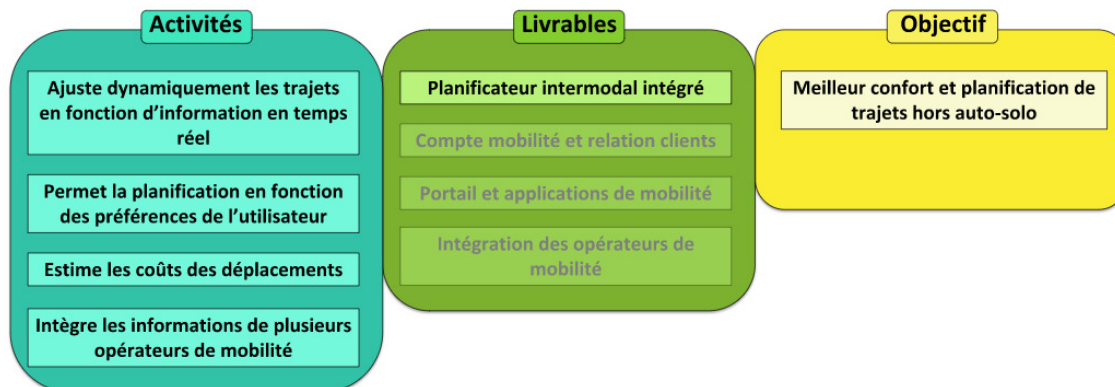 Activités
Ajuste dynamiquement les trajets
en fonction d’information en temps
réel
Permet la planification en fonction
des préférences de l’utilisateur
Estime les coûts des déplacements
Intègre les informations de plusieurs
opérateurs de mobilité
Livrables
Planificateur intermodal intégré
Compte mobilité et relation clients
Portail et applications de mobilité
Intégration des opérateurs de
mobilité
Objectif
Meilleur confort et planification de
trajets hors auto-solo